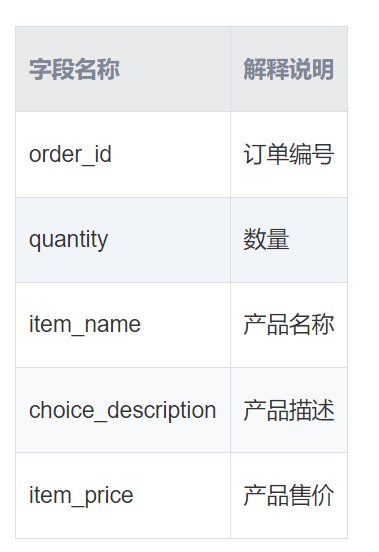 字段名称 解释说明
order_id 订单编号
quantity 数量
item_name 产品名称
choice_description 产品描述
item_price 产品售价